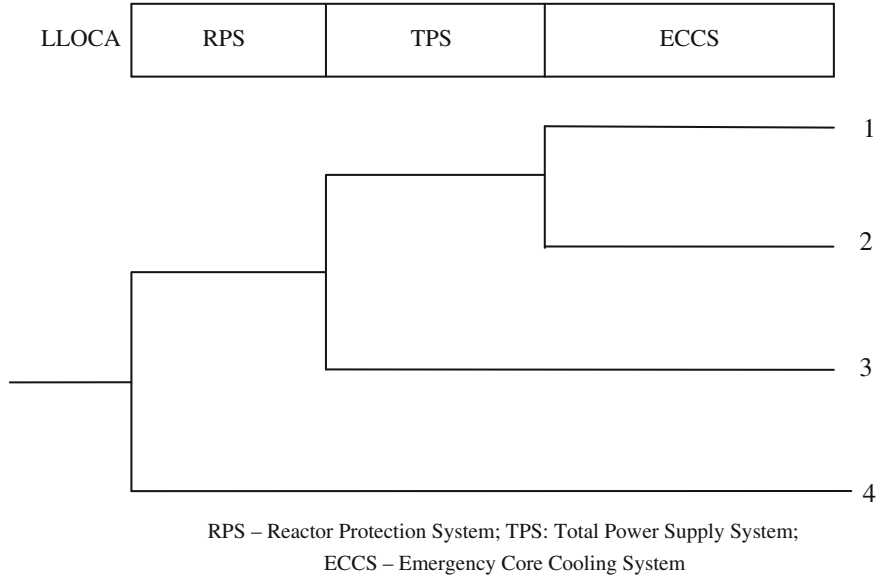 LLOCA RPS TPS ECCS
1
2
3
4
RPS – Reactor Protection System; TPS: Total Power Supply System;
ECCS – Emergency Core Cooling System